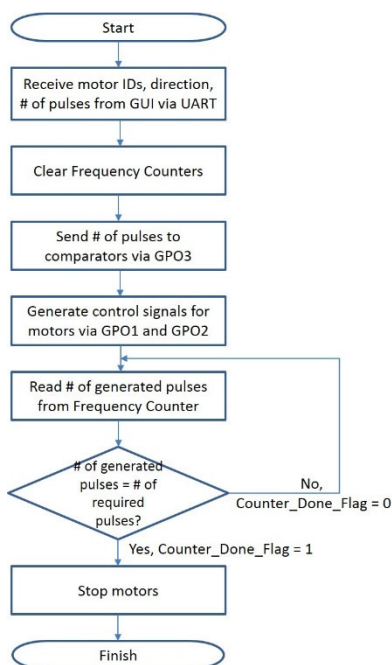 Start
Receive motor IDs, direction,
# of pulses from GUI via UART
Clear Frequency Counters
Send # of pulses to
comparators via GPO3
Generate control signals for
motors via GPO1 and GPO2
Read # of generated pulses
from Frequency Counter
# of generated
pulses = # of
required
pulses?
No,
Counter_Done_Flag = 0
Yes, Counter_Done_Flag = 1
Stop motors
Finish